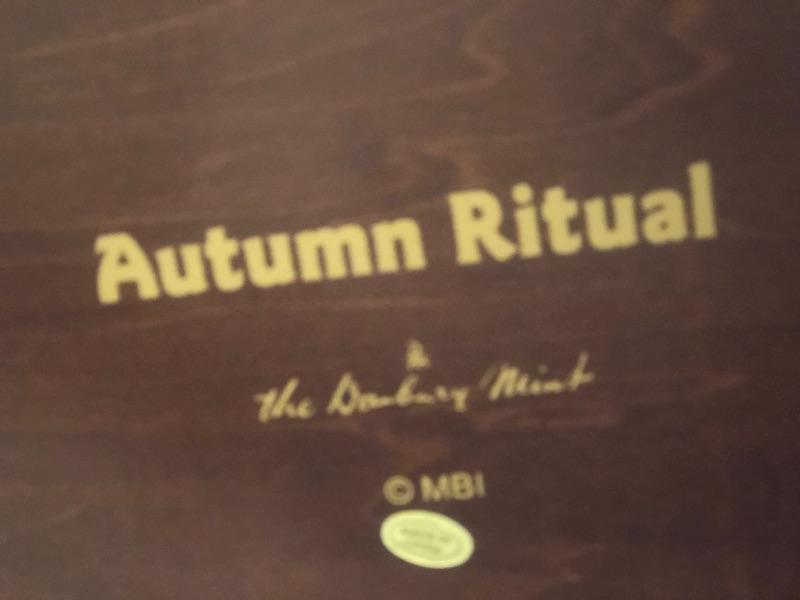 Autumn Ritual
the Danbury Mint
© MBI